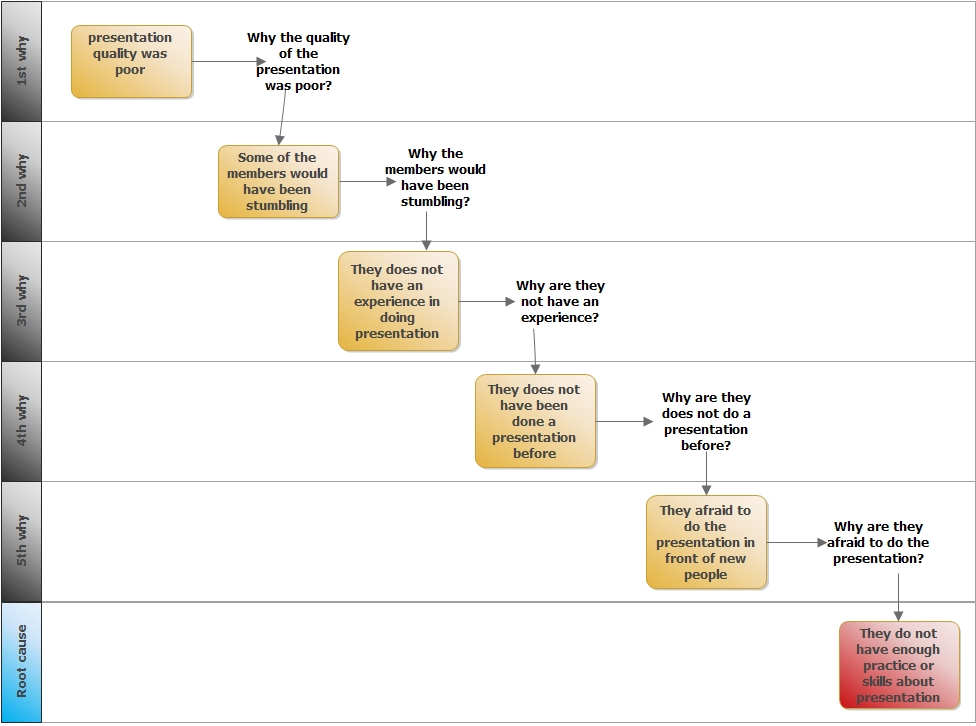 1st why
presentation
quality was
poor
Why the quality
of the
presentation
was poor?
2nd why
Some of the
members would
have been
stumbling
Why the
members would
have been
stumbling?
3rd why
They does not
have an
experience in
doing
presentation
Why are they
not have an
experience?
4th why
They does not
have been
done a
presentation
before
Why are they
does not do a
presentation
before?
5th why
They afraid to
do the
presentation in
front of new
people
Why are they
afraid to do the
presentation?
Root cause
They do not
have enough
practice or
skills about
presentation